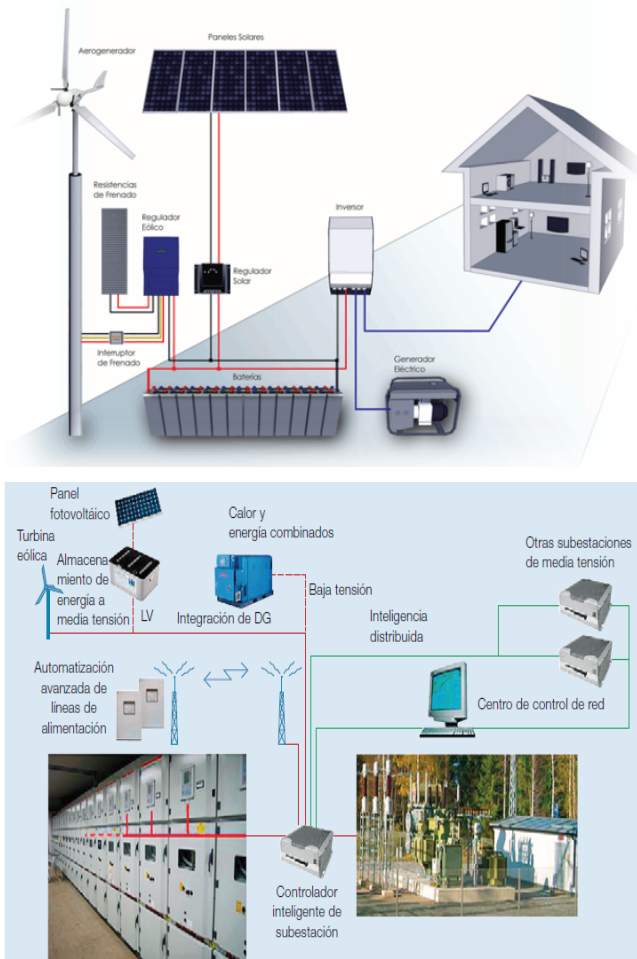 Paneles Solares
Aerogenerador
Resistencias
de Frenado
Regulador
Eólico
Inversor
Regulador
Solar
Interruptor
de Frenado
Baterías
Generador
Eléctrico
Panel
fotovoltáico
Turbina
eólica
Almacena
miento de
energía a
media tensión
LV
Calor y
energía combinados
Integración de DG
Baja tensión
Otras subestaciones
de media tensión
Inteligencia
distribuida
Automatización
avanzada de
líneas de
alimentación
Centro de control de red
Controlador
inteligente de
subestación